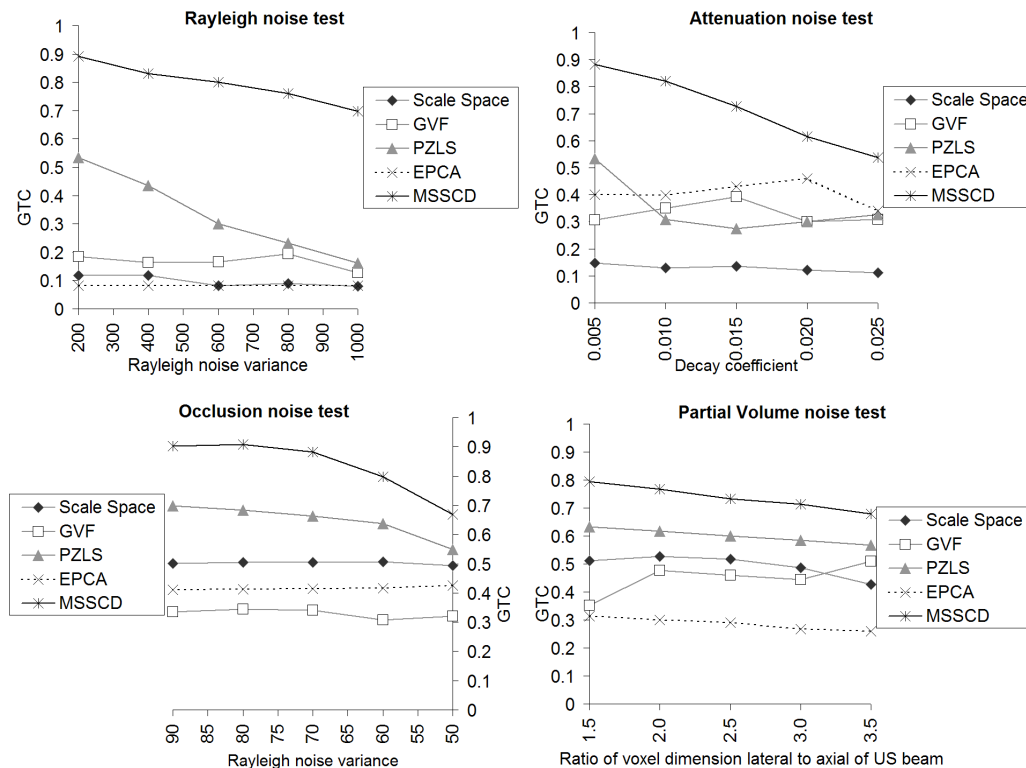 Rayleigh noise test
1
0.9
0.8
0.7
0.6
0.5
0.4
0.3
0.2
0.1
0
GTC
200
300
400
500
600
700
800
900
1000
Rayleigh noise variance
Scale Space
GVF
PZLS
EPCA
MSSCD
Attenuation noise test
1
0.9
0.8
0.7
0.6
0.5
0.4
0.3
0.2
0.1
0
GTC
0.005
0.010
0.015
0.020
0.025
Decay coefficient
Scale Space
GVF
PZLS
EPCA
MSSCD
Occlusion noise test
1
0.9
0.8
0.7
0.6
0.5
0.4
0.3
0.2
0.1
0
GTC
90
85
80
75
70
65
60
55
50
Rayleigh noise variance
Scale Space
GVF
PZLS
EPCA
MSSCD
Partial Volume noise test
1
0.9
0.8
0.7
0.6
0.5
0.4
0.3
0.2
0.1
0
GTC
1.5
2.0
2.5
3.0
3.5
Ratio of voxel dimension lateral to axial of US beam
Scale Space
GVF
PZLS
EPCA
MSSCD